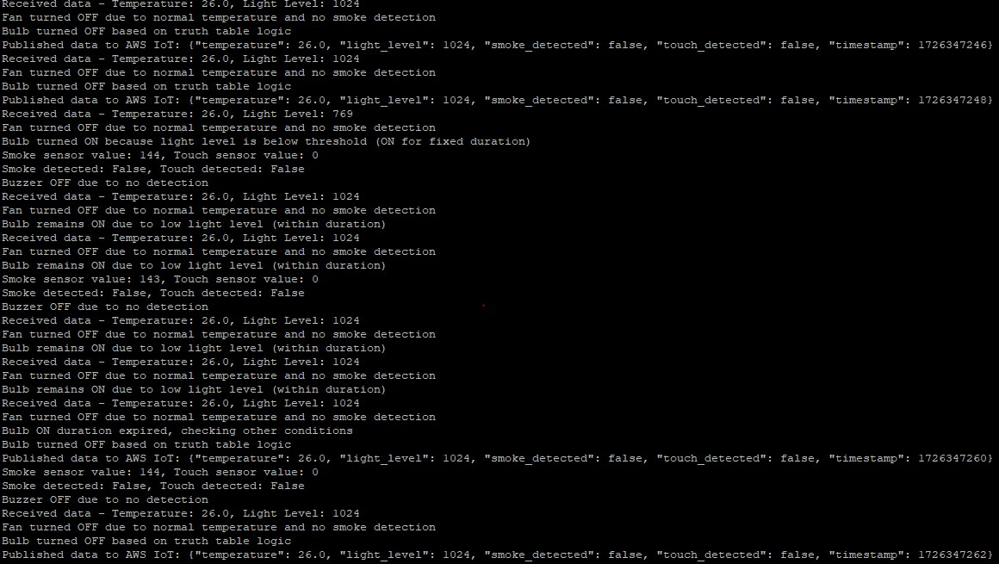 Received data - Temperature: 26.0, Light Level: 1024
Fan turned OFF due to normal temperature and no smoke detection
Bulb turned OFF based on truth table logic
Published data to AWS IoT: {"temperature": 26.0, "light_level": 1024, "smoke_detected": false, "touch_detected": false, "timestamp": 1726347246}
Received data - Temperature: 26.0, Light Level: 1024
Fan turned OFF due to normal temperature and no smoke detection
Bulb turned OFF based on truth table logic
Published data to AWS IoT: {"temperature": 26.0, "light_level": 1024, "smoke_detected": false, "touch_detected": false, "timestamp": 1726347248}
Received data - Temperature: 26.0, Light Level: 769
Fan turned OFF due to normal temperature and no smoke detection
Bulb turned ON because light level is below threshold (ON for fixed duration)
Smoke sensor value: 144, Touch sensor value: 0
Smoke detected: False, Touch detected: False
Buzzer OFF due to no detection
Received data - Temperature: 26.0, Light Level: 1024
Fan turned OFF due to normal temperature and no smoke detection
Bulb remains ON due to low light level (within duration)
Received data - Temperature: 26.0, Light Level: 1024
Fan turned OFF due to normal temperature and no smoke detection
Bulb remains ON due to low light level (within duration)
Smoke sensor value: 143, Touch sensor value: 0
Smoke detected: False, Touch detected: False
Buzzer OFF due to no detection
Received data - Temperature: 26.0, Light Level: 1024
Fan turned OFF due to normal temperature and no smoke detection
Bulb remains ON due to low light level (within duration)
Received data - Temperature: 26.0, Light Level: 1024
Fan turned OFF due to normal temperature and no smoke detection
Bulb remains ON due to low light level (within duration)
Received data - Temperature: 26.0, Light Level: 1024
Fan turned OFF due to normal temperature and no smoke detection
Bulb ON duration expired, checking other conditions
Bulb turned OFF based on truth table logic
Published data to AWS IoT: {"temperature": 26.0, "light_level": 1024, "smoke_detected": false, "touch_detected": false, "timestamp": 1726347260}
Smoke sensor value: 144, Touch sensor value: 0
Smoke detected: False, Touch detected: False
Buzzer OFF due to no detection
Received data - Temperature: 26.0, Light Level: 1024
Fan turned OFF due to normal temperature and no smoke detection
Bulb turned OFF based on truth table logic
Published data to AWS IoT: {"temperature": 26.0, "light_level": 1024, "smoke_detected": false, "touch_detected": false, "timestamp": 1726347262}